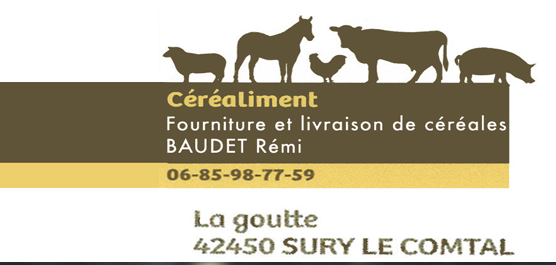 Céréaliment
Fourniture et livraison de céréales
BAUDET Rémi
06-85-98-77-59
La goutte
42450 SURY LE COMTAL